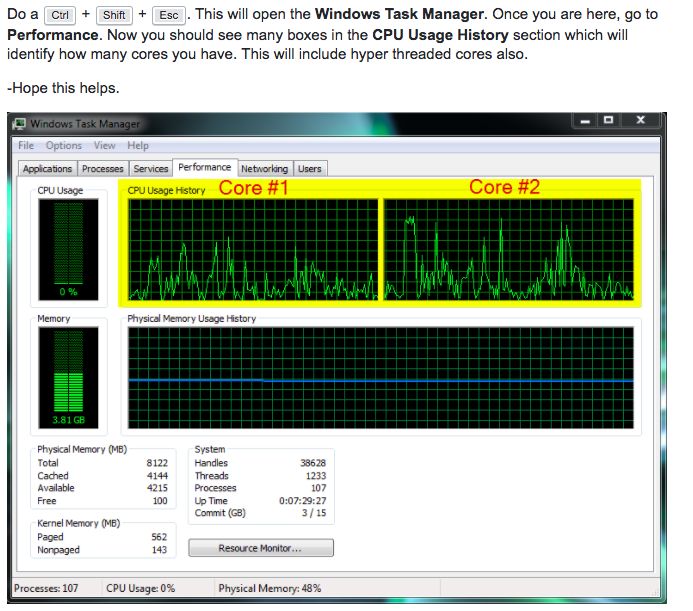 Do a Ctrl + Shift + Esc . This will open the Windows Task Manager. Once you are here, go to
Performance. Now you should see many boxes in the CPU Usage History section which will
identify how many cores you have. This will include hyper threaded cores also.
-Hope this helps.
Windows Task Manager
File Options View Help
Applications Processes Services Performance Networking Users
CPU Usage CPU Usage History Core #1 Core #2
0 %
Memory Physical Memory Usage History
3.81 GB
Physical Memory (MB)
Total 8122
Cached 4144
Available 4215
Free 100
Kernel Memory (MB)
Paged 562
Nonpaged 143
System
Handles 38628
Threads 1233
Processes 107
Up Time 0:07:29:27
Commit (GB) 3 / 15
Resource Monitor...
Processes: 107 CPU Usage: 0% Physical Memory: 48%